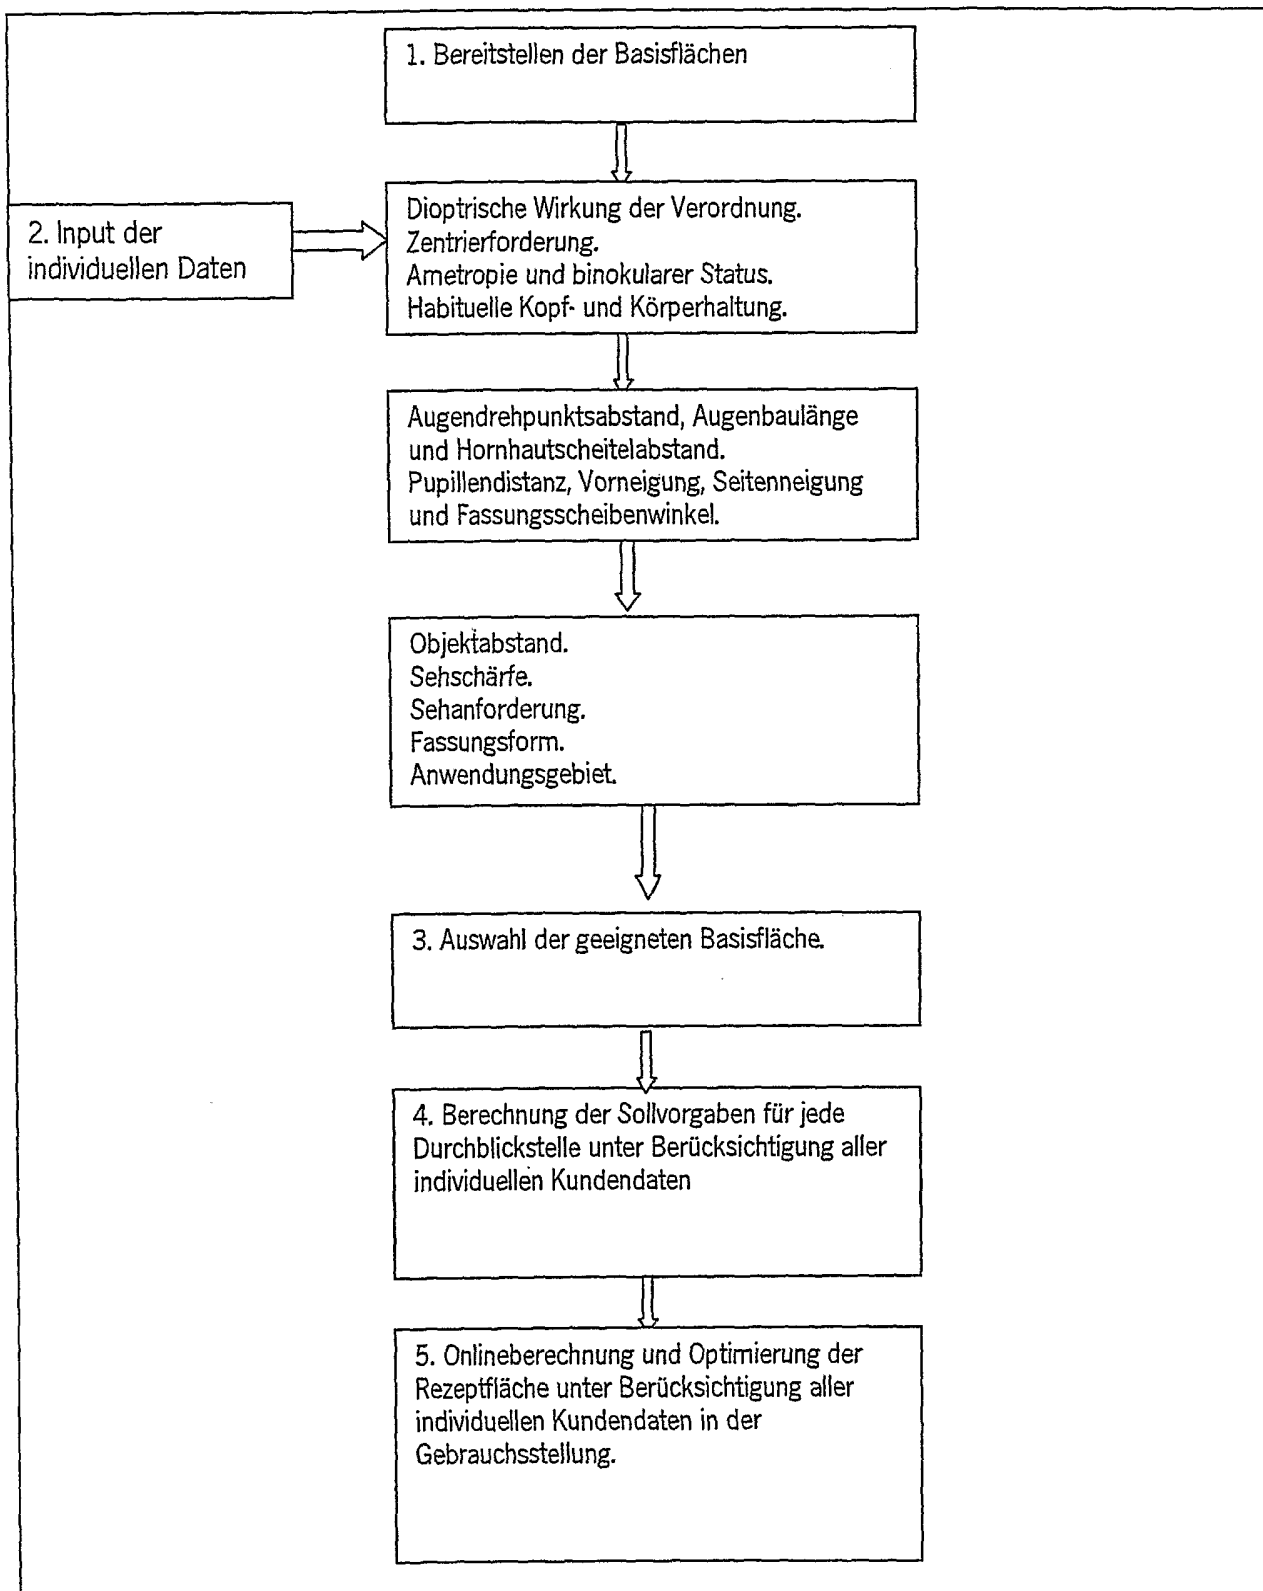 1. Bereitstellen der Basisflächen
2. Input der
individuellen Daten
Dioptrische Wirkung der Verordnung.
Zentrierforderung.
Ametropie und binokularer Status.
Habituelle Kopf- und Körperhaltung.
Augendrehpunktsabstand, Augenbaulänge
und Hornhautscheitelabstand.
Pupillendistanz, Vorneigung, Seitenneigung
und Fassungsscheibenwinkel.
Objektabstand.
Sehschärfe.
Sehanforderung.
Fassungsform.
Anwendungsgebiet.
3. Auswahl der geeigneten Basisfläche.
4. Berechnung der Sollvorgaben für jede
Durchblickstelle unter Berücksichtigung aller
individuellen Kundendaten
5. Onlineberechnung und Optimierung der
Rezeptfläche unter Berücksichtigung aller
individuellen Kundendaten in der
Gebrauchsstellung.